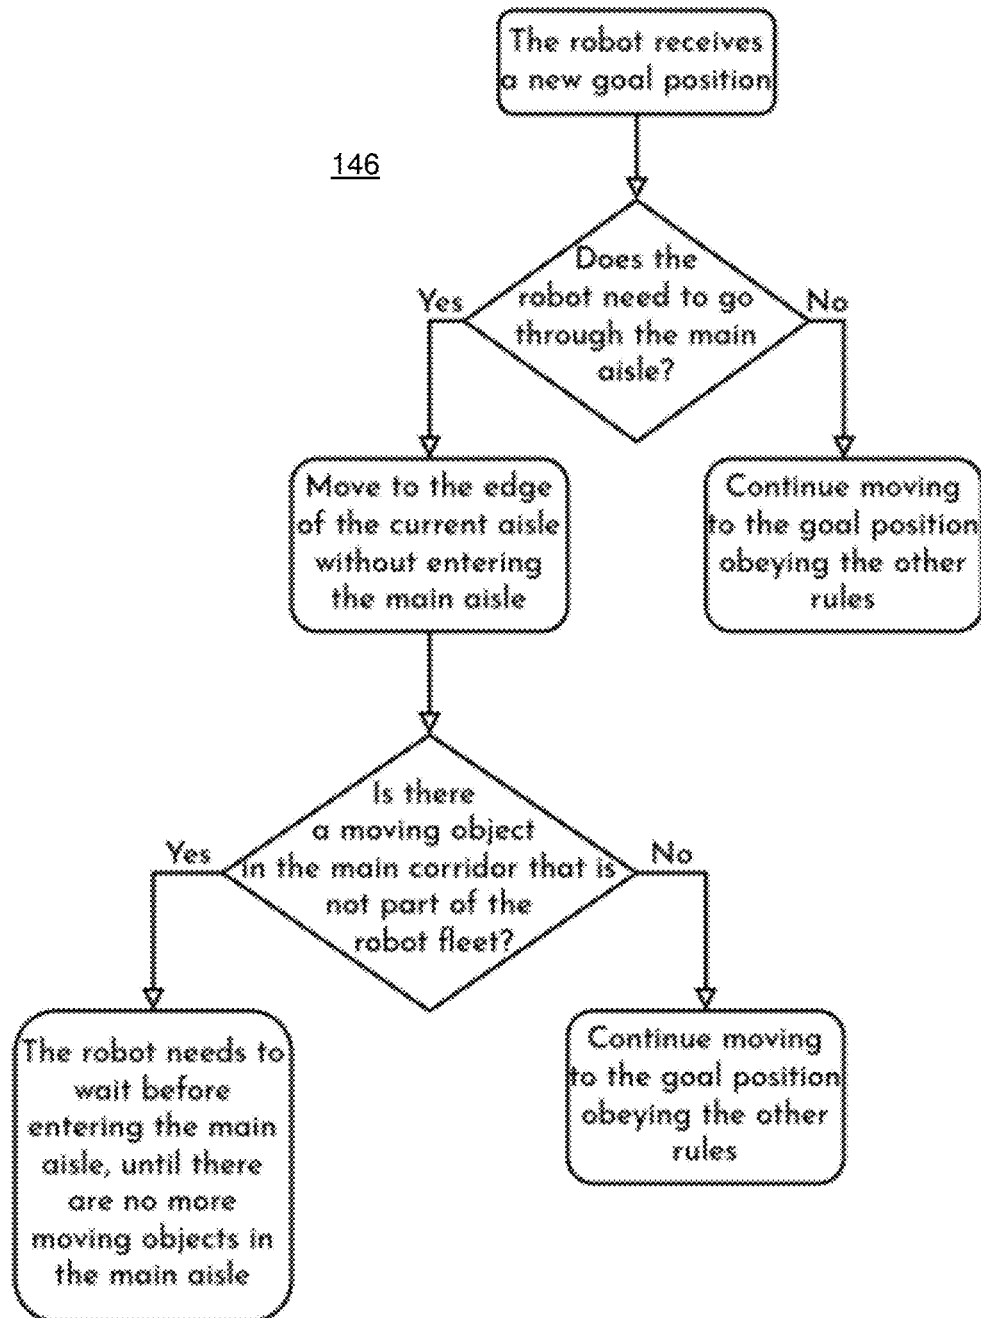 The robot receives
a new goal position
146
Does the
robot need to go
through the main
aisle?
Yes
No
Move to the edge
of the current aisle
without entering
the main aisle
Continue moving
to the goal position
obeying the other
rules
Is there
a moving object
in the main corridor that is
not part of the
robot fleet?
Yes
No
The robot needs to
wait before
entering the main
aisle, until there
are no more
moving objects in
the main aisle
Continue moving
to the goal position
obeying the other
rules